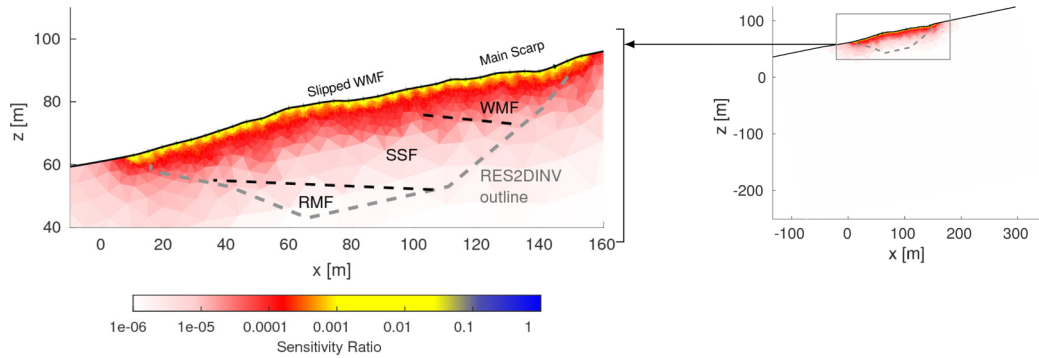 100
80
60
40
z [m]
0
20
40
60
80
100
120
140
160
x [m]
Slipped WMF
Main Scarp
WMF
SSF
RMF
RES2DINV
outline
1e-06
1e-05
0.0001
0.001
0.01
0.1
1
Sensitivity Ratio
100
0
-100
-200
z [m]
-100
0
100
200
300
x [m]